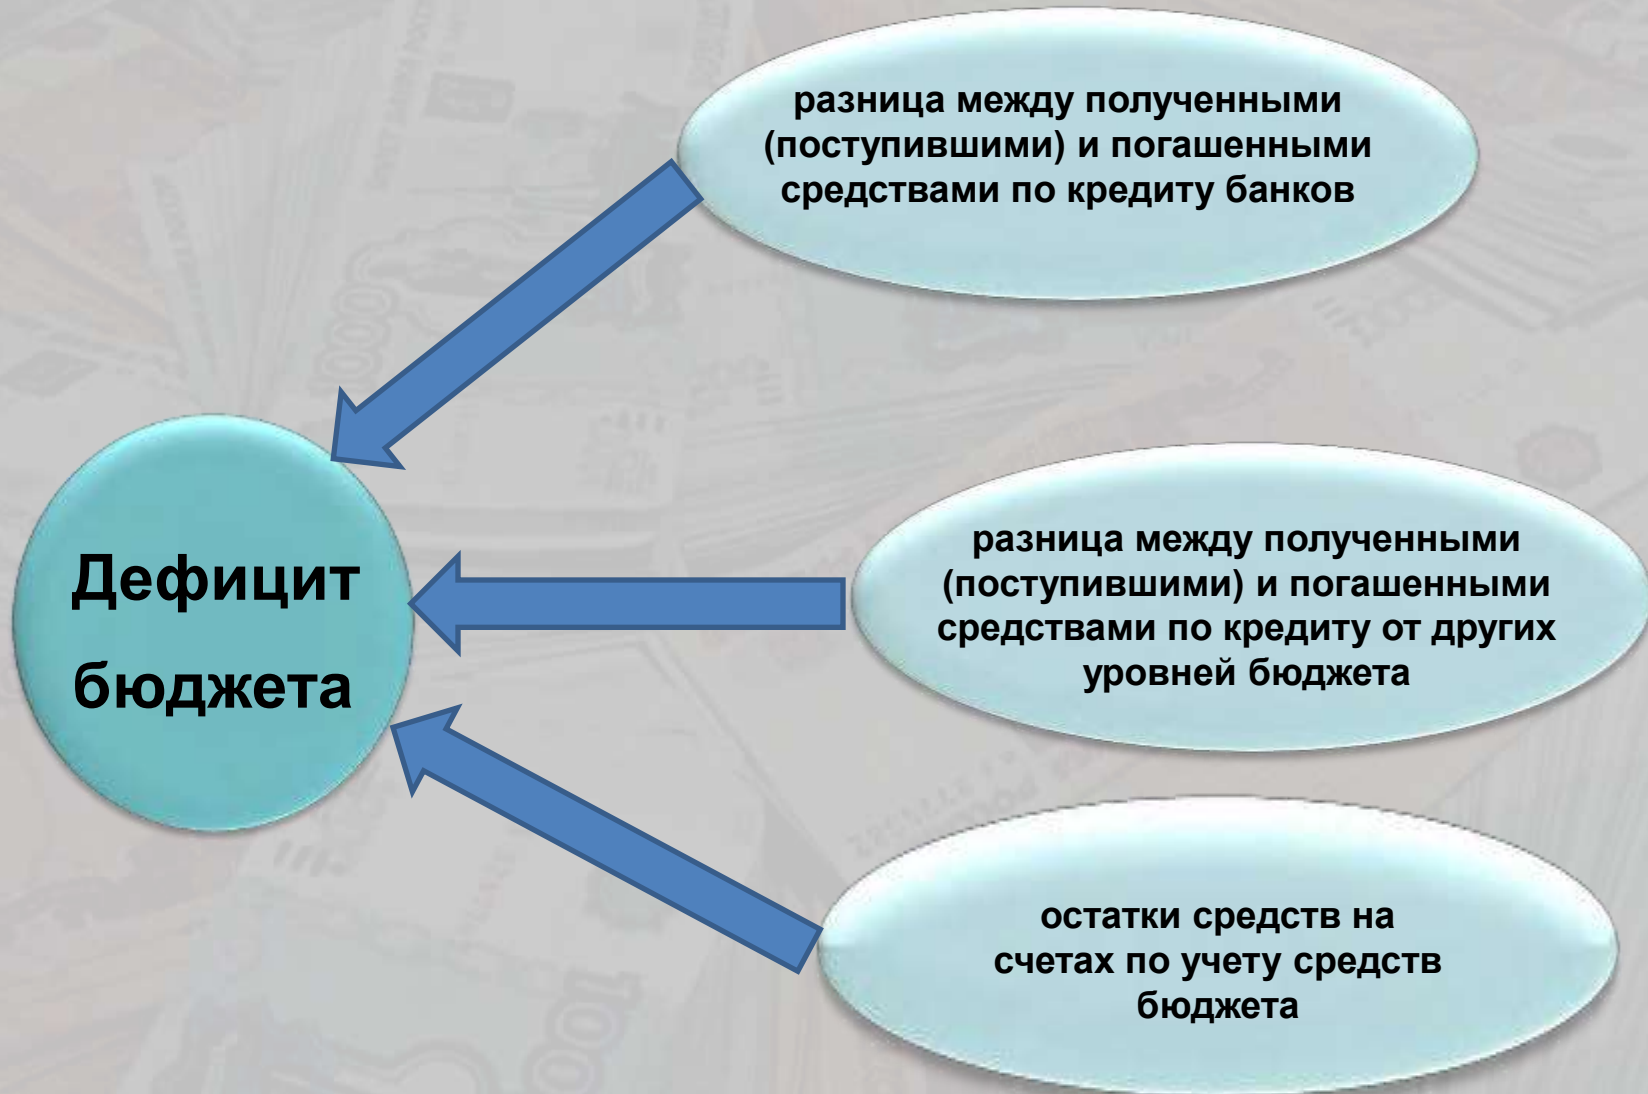 разница между полученными
(поступившими) и погашенными
средствами по кредиту банков
Дефицит
бюджета
разница между полученными
(поступившими) и погашенными
средствами по кредиту от других
уровней бюджета
остатки средств на
счетах по учету средств
бюджета